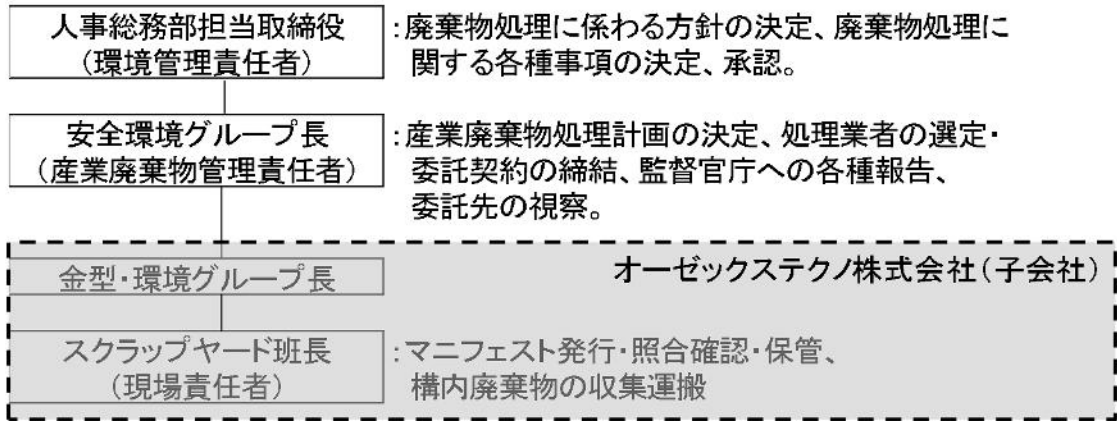 人事総務部担当取締役
(環境管理責任者)
:廃棄物処理に係わる方針の決定、廃棄物処理に
関する各種事項の決定、承認。
安全環境グループ長
(産業廃棄物管理責任者)
:産業廃棄物処理計画の決定、処理業者の選定・
委託契約の締結、監督官庁への各種報告、
委託先の視察。
オーゼックステクノ株式会社(子会社)
金型・環境グループ長
スクラップヤード班長
(現場責任者)
:マニフェスト発行・照合確認・保管、
構内廃棄物の収集運搬